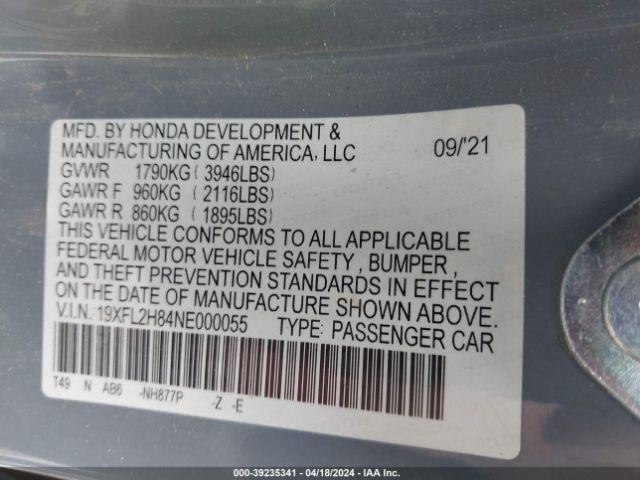 MFD. BY HONDA DEVELOPMENT &
MANUFACTURING OF AMERICA, LLC 09/'21
GVWR 1790KG ( 3946LBS)
GAWR F 960KG ( 2116LBS)
GAWR R 860KG ( 1895LBS)
THIS VEHICLE CONFORMS TO ALL APPLICABLE
FEDERAL MOTOR VEHICLE SAFETY , BUMPER ,
AND THEFT PREVENTION STANDARDS IN EFFECT
ON THE DATE OF MANUFACTURE SHOWN ABOVE.
V.I.N.:19XFL2H84NE000055 TYPE: PASSENGER CAR
T49 N AB6 -NH877P -Z -E
000-39235341 | 04/18/2024 | IAA Inc.